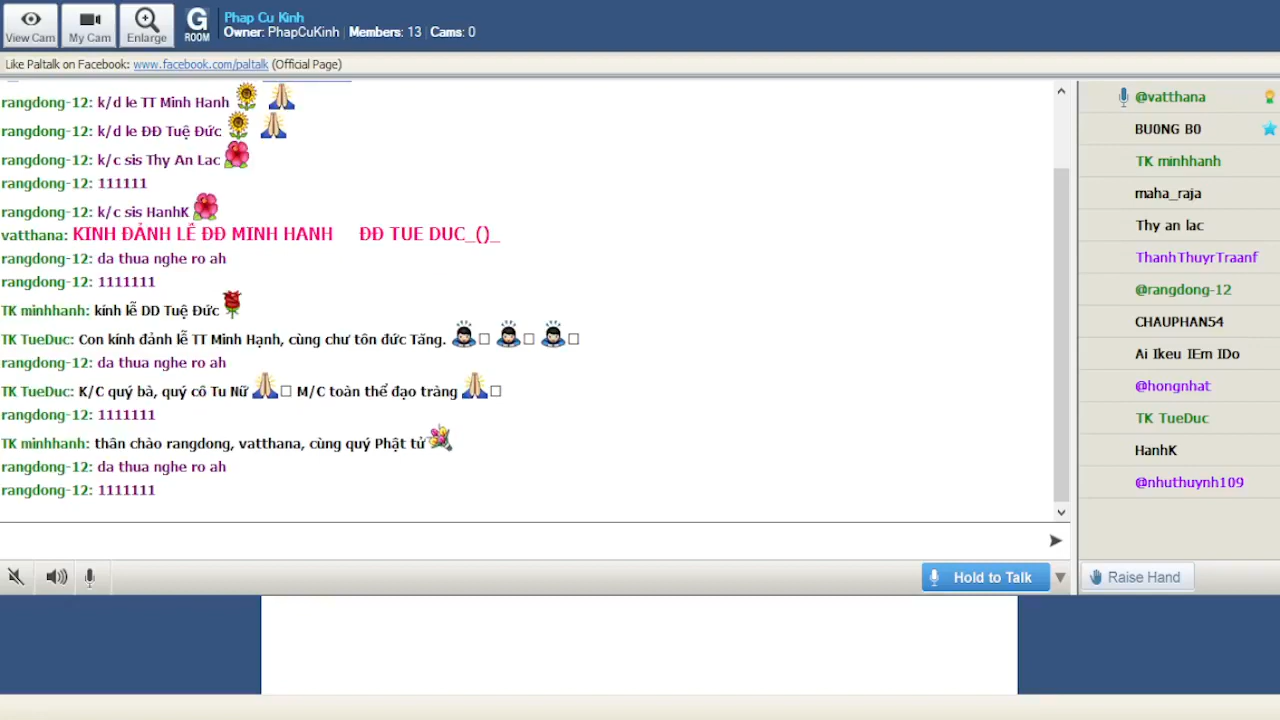 View Cam
My Cam
Enlarge
G
ROOM
Phap Cu Kinh
Owner: PhapCuKinh | Members: 13 | Cams: 0
Like Paltalk on Facebook: www.facebook.com/paltalk (Official Page)
rangdong-12: k/d le TT Minh Hanh
rangdong-12: k/d le ĐĐ Tuệ Đức
rangdong-12: k/c sis Thy An Lac
rangdong-12: 111111
rangdong-12: k/c sis HanhK
vatthana: KINH ĐẢNH LỄ ĐĐ MINH HANH ĐĐ TUE DUC_()_
rangdong-12: da thua nghe ro ah
rangdong-12: 1111111
TK minhhanh: kính lễ DD Tuệ Đức
TK TueDuc: Con kính đảnh lễ TT Minh Hạnh, cùng chư tôn đức Tăng.
rangdong-12: da thua nghe ro ah
TK TueDuc: K/C quý bà, quý cô Tu Nữ M/C toàn thể đạo tràng
rangdong-12: 1111111
TK minhhanh: thân chào rangdong, vatthana, cùng quý Phật tử
rangdong-12: da thua nghe ro ah
rangdong-12: 1111111
@vatthana
BU0NG B0
TK minhhanh
maha_raja
Thy an lac
ThanhThuyrTraanf
@rangdong-12
CHAUPHAN54
Ai Ikeu IEm IDo
@hongnhat
TK TueDuc
HanhK
@nhuthuynh109
Hold to Talk
Raise Hand